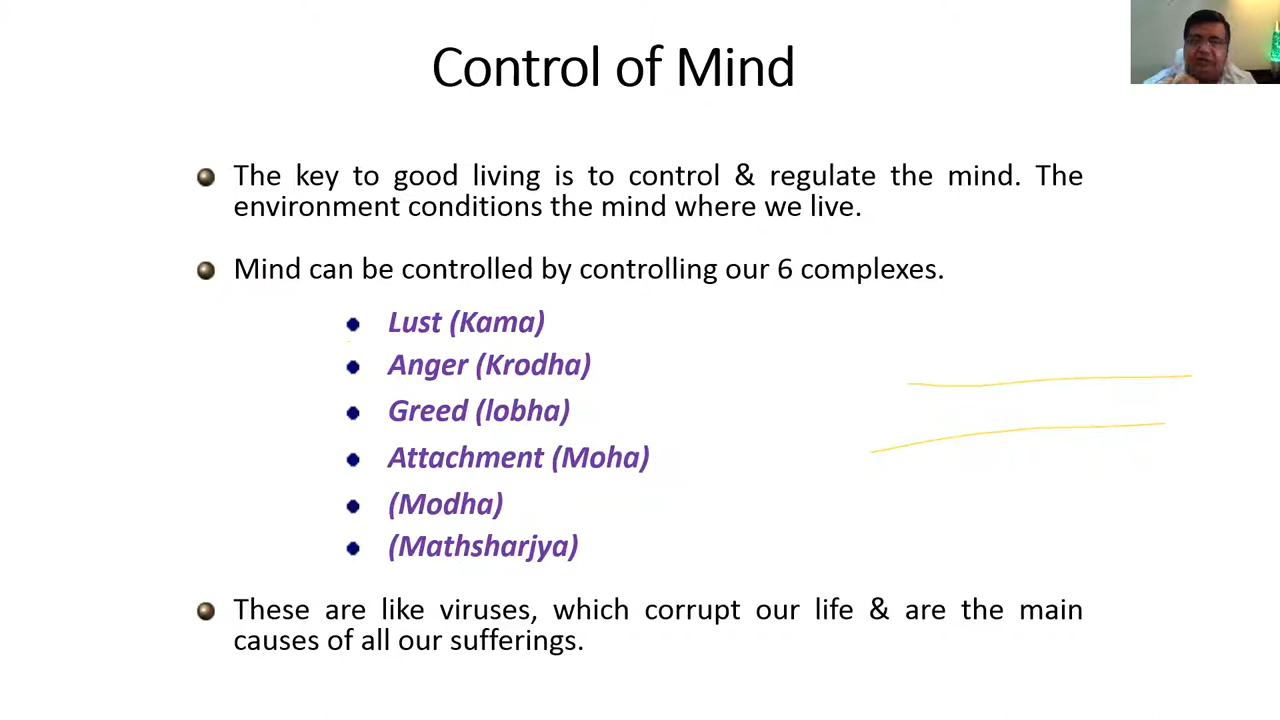 Control of Mind
The key to good living is to control & regulate the mind. The
environment conditions the mind where we live.
Mind can be controlled by controlling our 6 complexes.
Lust (Kama)
Anger (Krodha)
Greed (lobha)
Attachment (Moha)
(Modha)
(Mathsharjya)
These are like viruses, which corrupt our life & are the main
causes of all our sufferings.